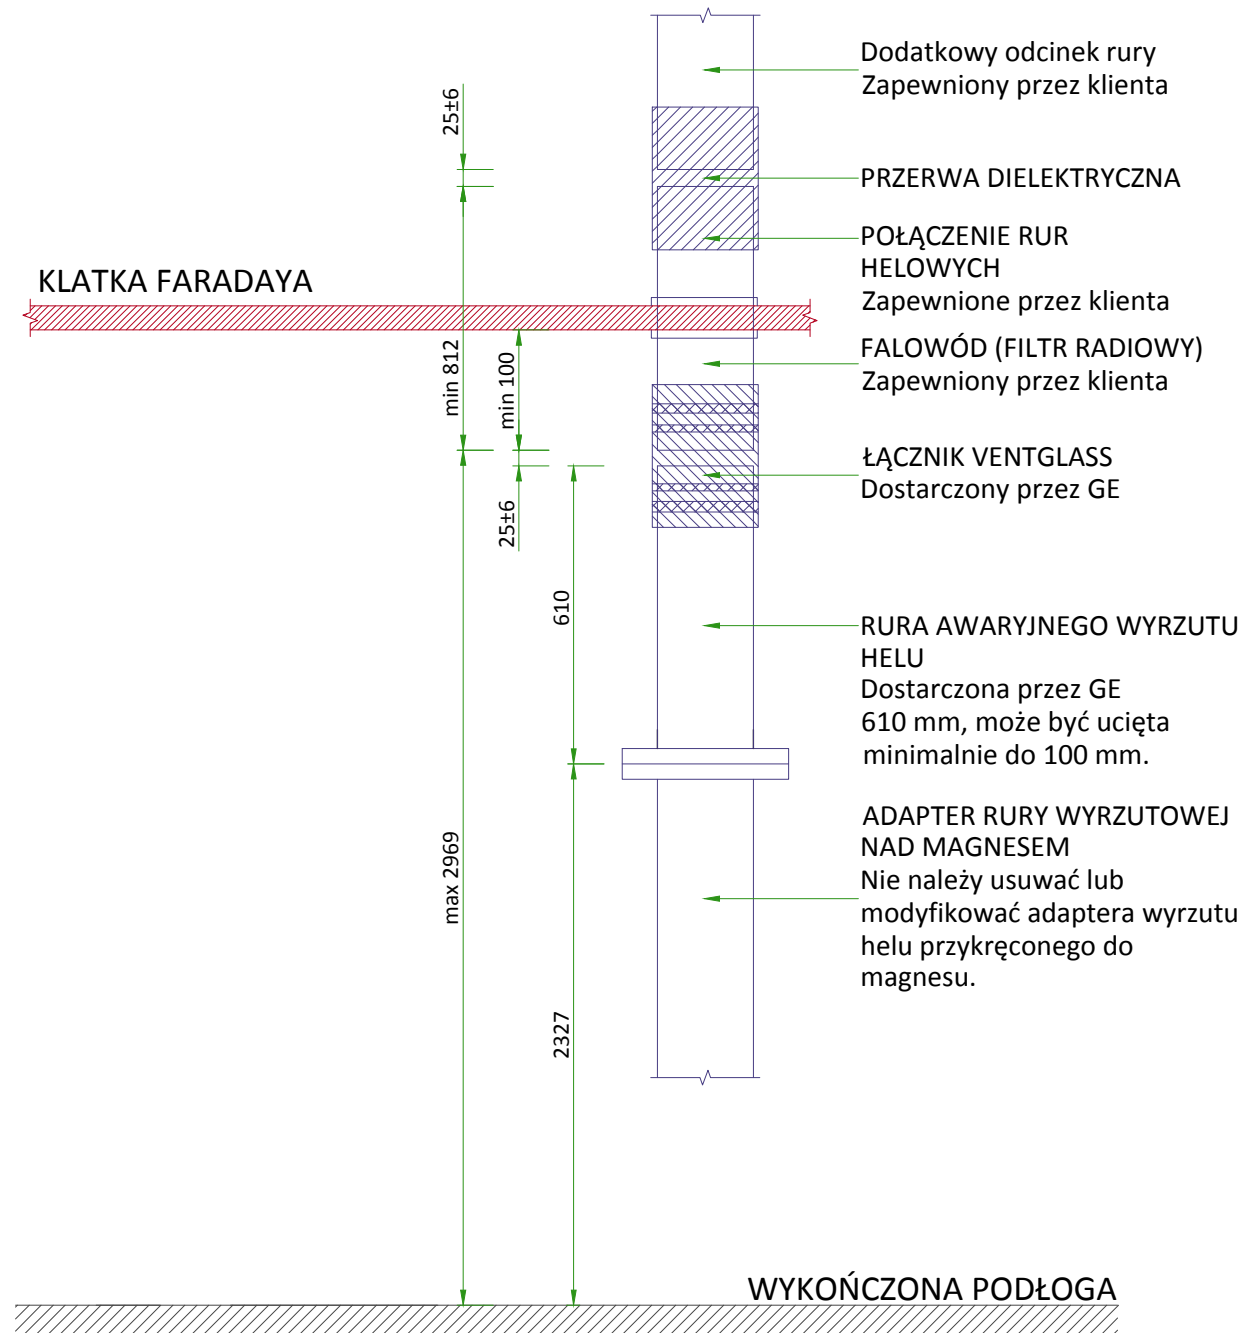 Dodatkowy odcinek rury
Zapewniony przez klienta
25±6
PRZERWA DIELEKTRYCZNA
POŁĄCZENIE RUR
HELOWYCH
Zapewnione przez klienta
KLATKA FARADAYA
FALOWÓD (FILTR RADIOWY)
Zapewniony przez klienta
min 812
min 100
ŁĄCZNIK VENTGLASS
Dostarczony przez GE
25±6
610
RURA AWARYJNEGO WYRZUTU
HELU
Dostarczona przez GE
610 mm, może być ucięta
minimalnie do 100 mm.
ADAPTER RURY WYRZUTOWEJ
NAD MAGNESEM
Nie należy usuwać lub
modyfikować adaptera wyrzutu
helu przykręconego do
magnesu.
max 2969
2327
WYKOŃCZONA PODŁOGA